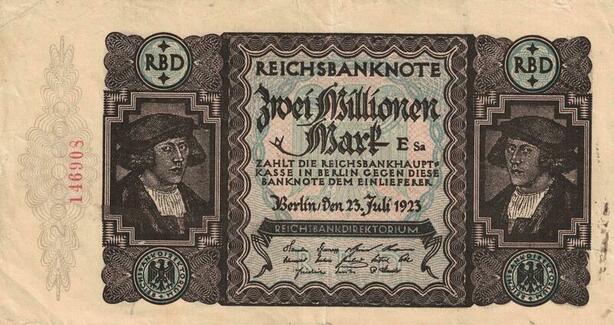 RBD
RBD
REICHSBANKNOTE
Zwei Millionen
Mark
E Sa
ZAHLT DIE REICHSBANKHAUPT-
KASSE IN BERLIN GEGEN DIESE
BANKNOTE DEM EINLIEFERER
Berlin, den 23. Juli 1923
REICHSBANKDIREKTORIUM
146908